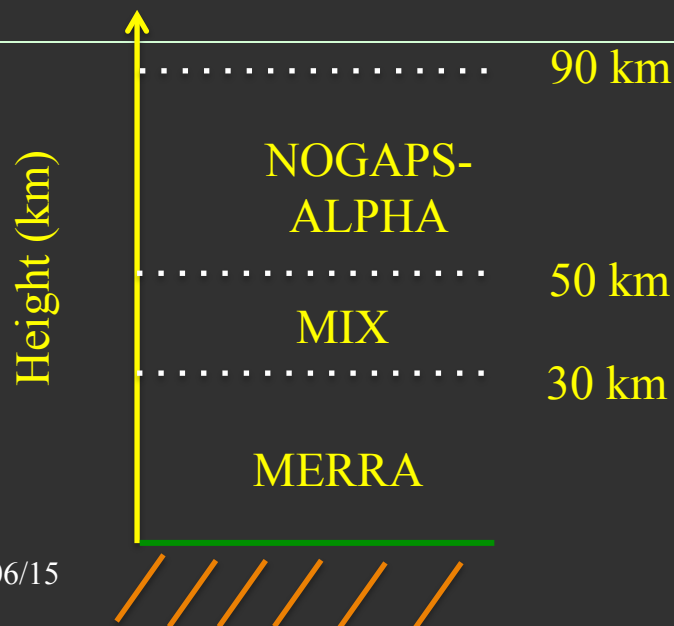 90 km
Height (km)
NOGAPS-
ALPHA
50 km
MIX
30 km
MERRA
06/15